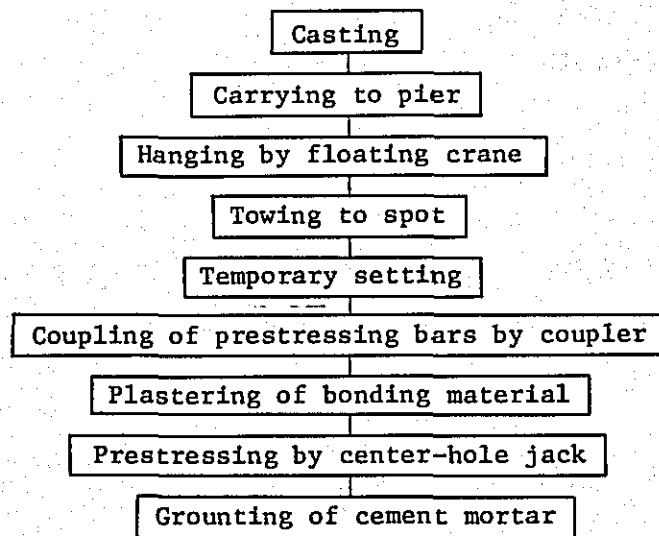 Casting
Carrying to pier
Hanging by floating crane
Towing to spot
Temporary setting
Coupling of prestressing bars by coupler
Plastering of bonding material
Prestressing by center-hole jack
Grounting of cement mortar